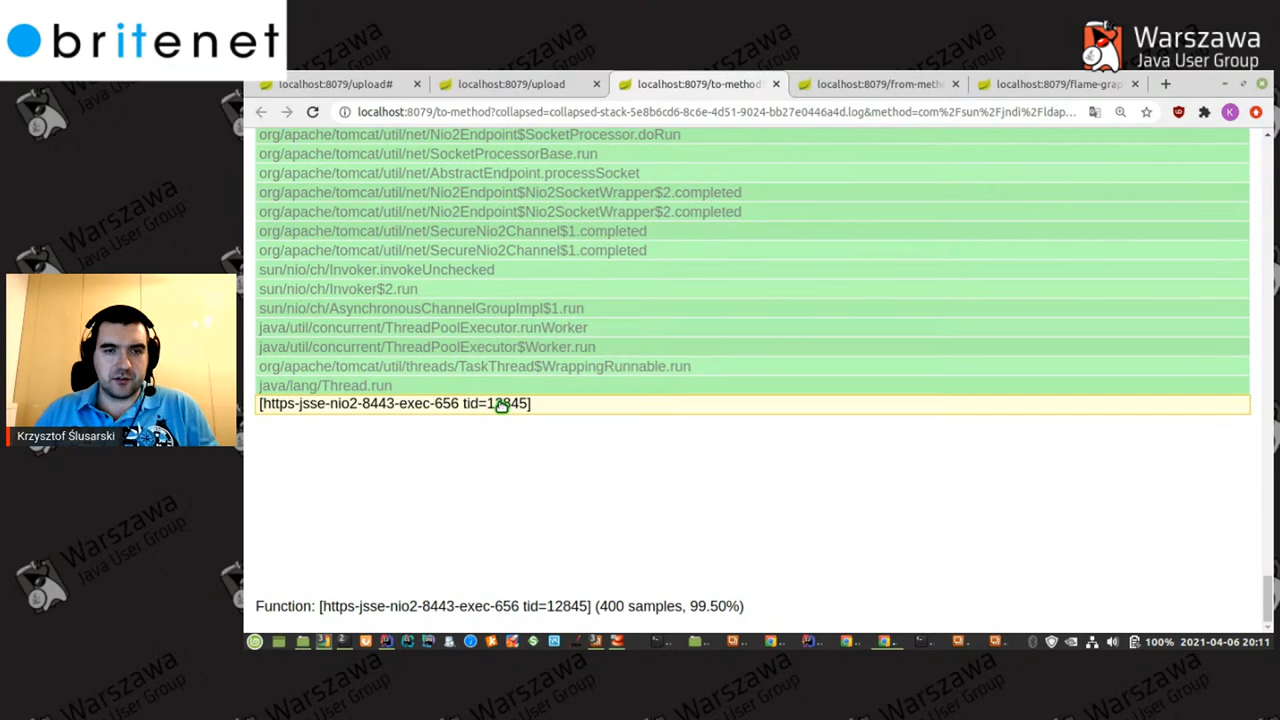 britenet
Warszawa
Java User Group
localhost:8079/upload#
localhost:8079/upload
localhost:8079/to-method
localhost:8079/from-meth
localhost:8079/flame-grap
localhost:8079/to-method?collapsed=collapsed-stack-5e8b6cd6-8c6e-4d51-9024-bb27e0446a4d.log&method=com%2Fsun%2Fjndi%2Fldap…
org/apache/tomcat/util/net/Nio2Endpoint$SocketProcessor.doRun
org/apache/tomcat/util/net/SocketProcessorBase.run
org/apache/tomcat/util/net/AbstractEndpoint.processSocket
org/apache/tomcat/util/net/Nio2Endpoint$Nio2SocketWrapper$2.completed
org/apache/tomcat/util/net/Nio2Endpoint$Nio2SocketWrapper$2.completed
org/apache/tomcat/util/net/SecureNio2Channel$1.completed
org/apache/tomcat/util/net/SecureNio2Channel$1.completed
sun/nio/ch/Invoker.invokeUnchecked
sun/nio/ch/Invoker$2.run
sun/nio/ch/AsynchronousChannelGroupImpl$1.run
java/util/concurrent/ThreadPoolExecutor.runWorker
java/util/concurrent/ThreadPoolExecutor$Worker.run
org/apache/tomcat/util/threads/TaskThread$WrappingRunnable.run
java/lang/Thread.run
[https-jsse-nio2-8443-exec-656 tid=12845]
Krzysztof Ślusarski
Function: [https-jsse-nio2-8443-exec-656 tid=12845] (400 samples, 99.50%)
100% 2021-04-06 20:11